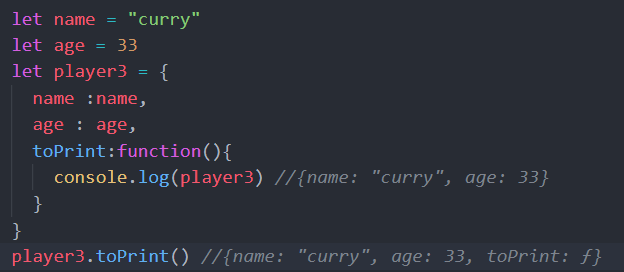 let name = "curry"
let age = 33
let player3 = {
  name :name,
  age : age,
  toPrint:function(){
    console.log(player3) //{name: "curry", age: 33}
  }
}
player3.toPrint() //{name: "curry", age: 33, toPrint: ƒ}